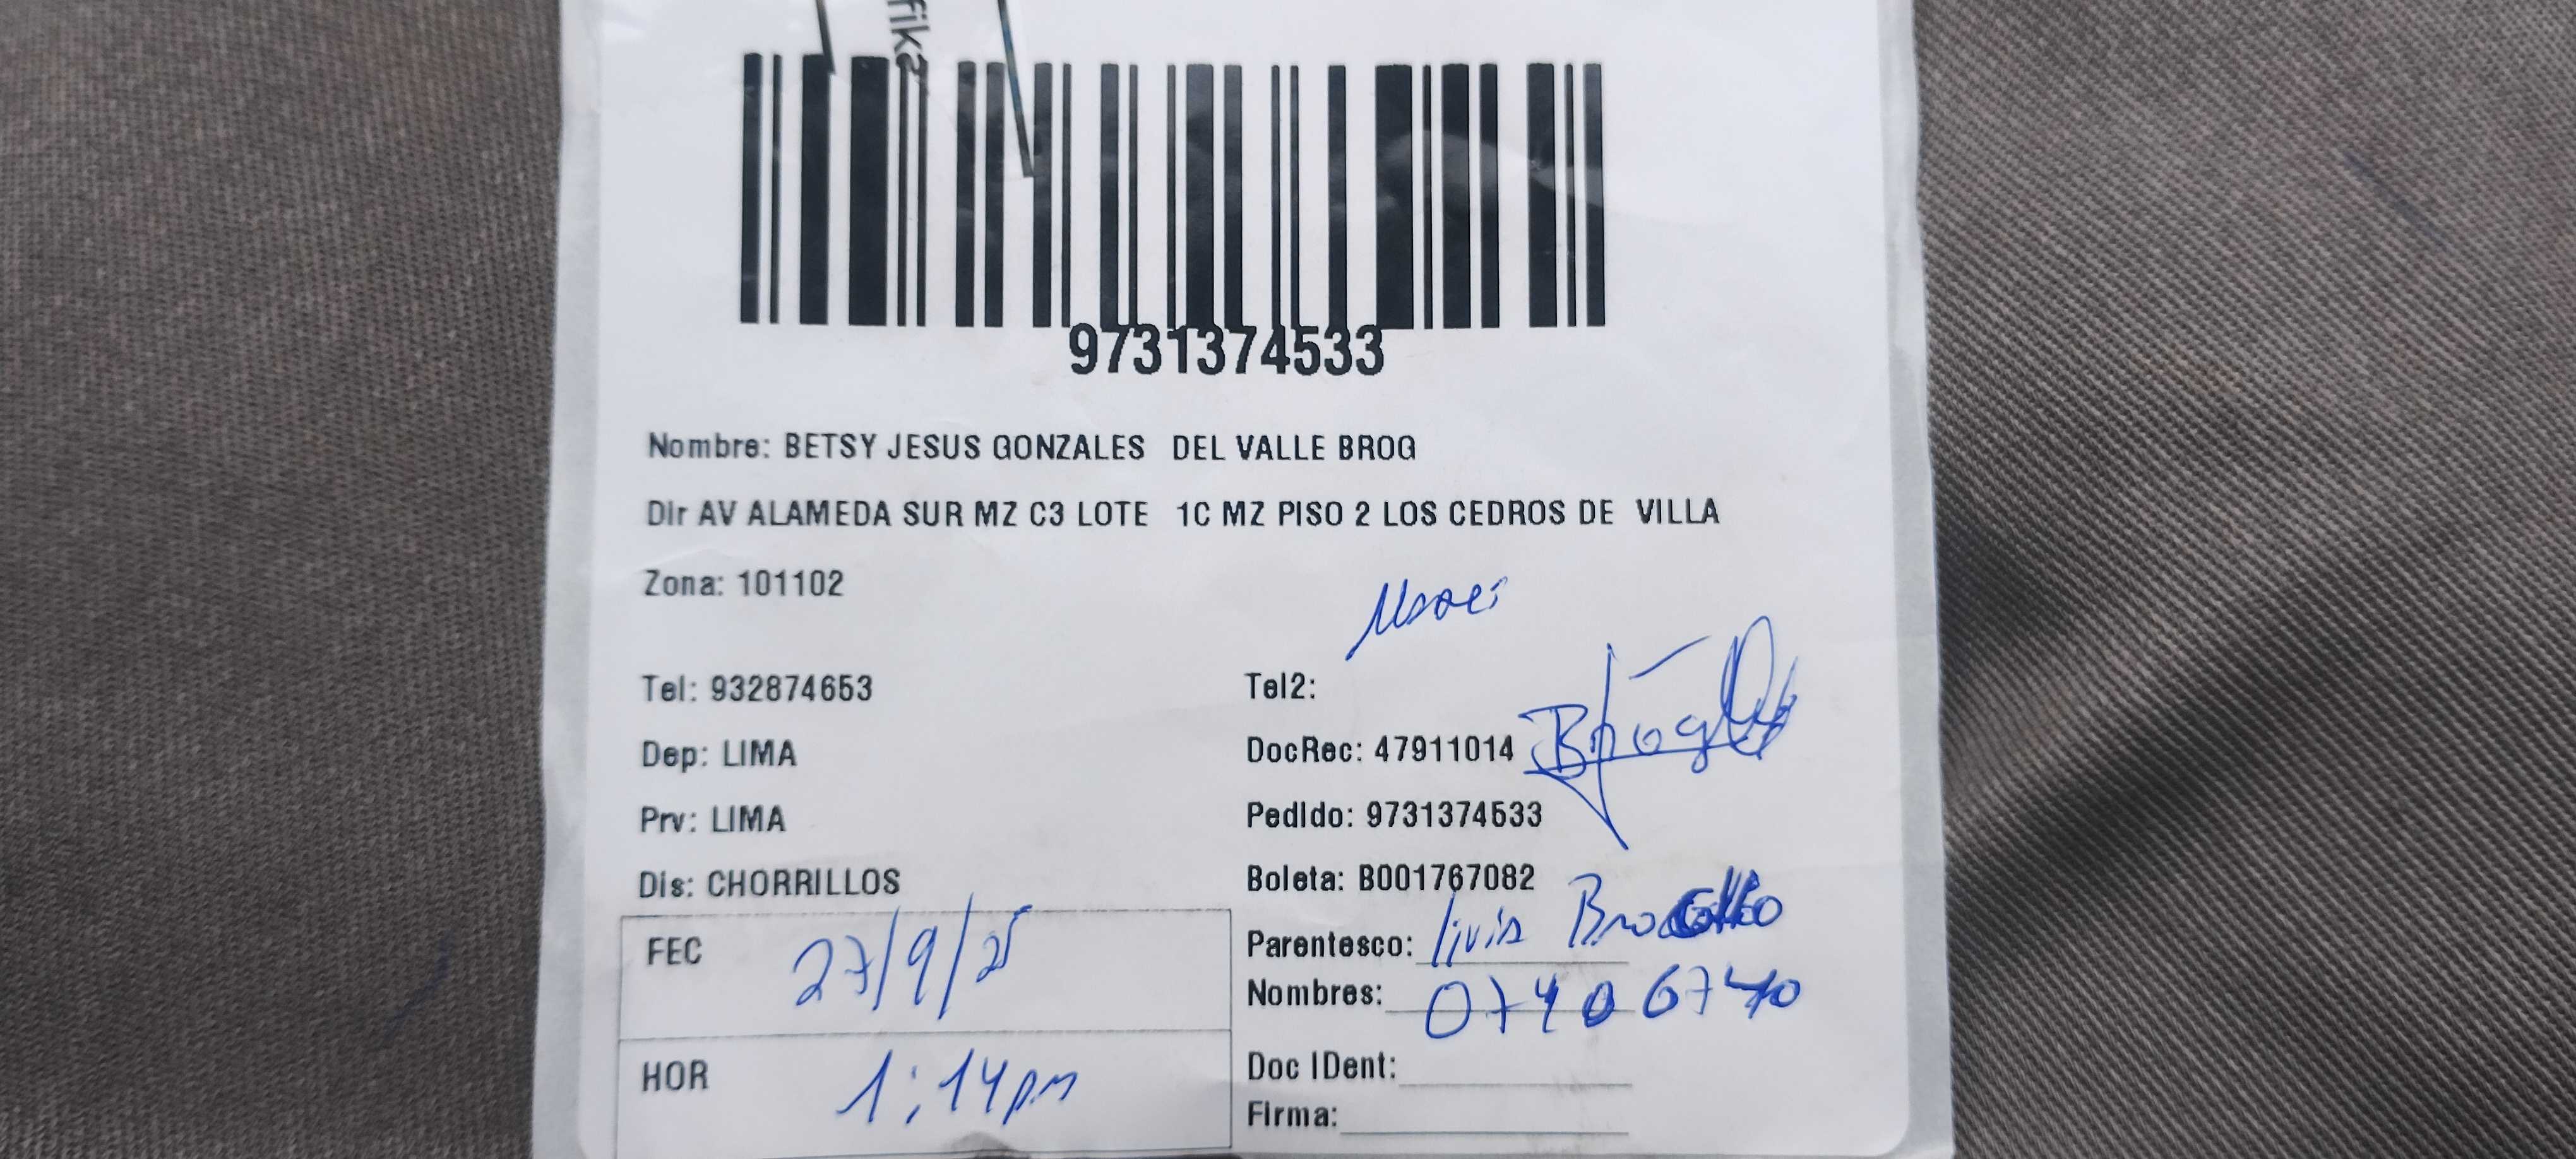 fik2
9731374533
Nombre: BETSY JESUS GONZALES DEL VALLE BROG
Dir AV ALAMEDA SUR MZ C3 LOTE 1C MZ PISO 2 LOS CEDROS DE VILLA
Zona: 101102
Tel: 932874653 Tel2:
Dep: LIMA DocRec: 47911014
Prv: LIMA Pedido: 9731374533
Dis: CHORRILLOS Boleta: B001767082
FEC 27/9/25 Parentesco:
Nombres: 07406740
HOR 1:14pm Doc IDent:
Firma: